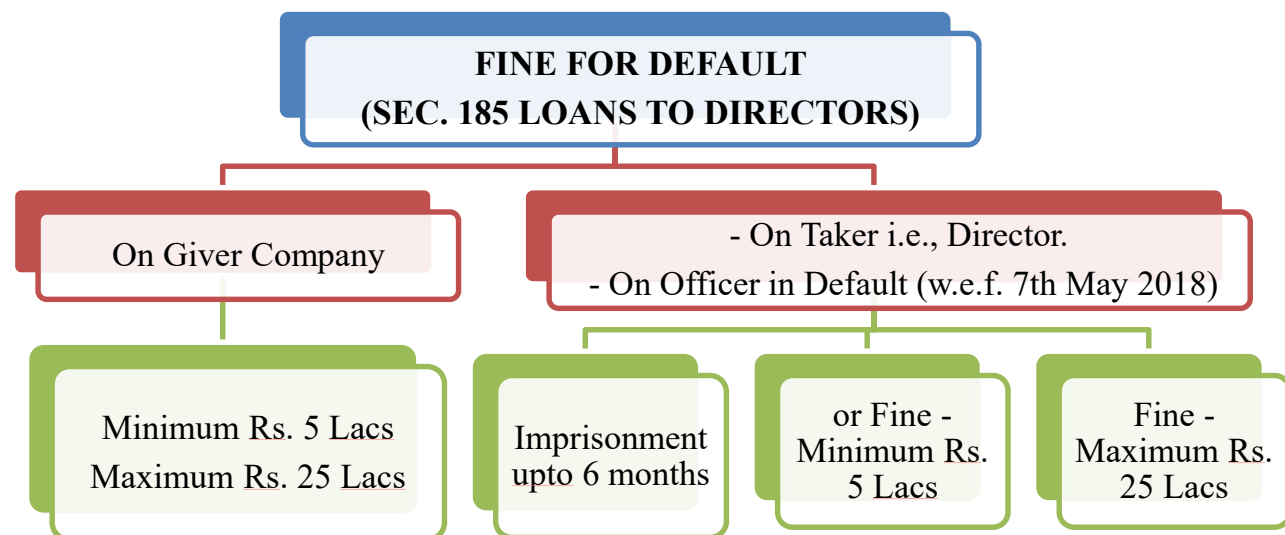 FINE FOR DEFAULT
(SEC. 185 LOANS TO DIRECTORS)
On Giver Company
- On Taker i.e., Director.
- On Officer in Default (w.e.f. 7th May 2018)
Minimum Rs. 5 Lacs
Maximum Rs. 25 Lacs
Imprisonment
upto 6 months
or Fine -
Minimum Rs.
5 Lacs
Fine -
Maximum Rs.
25 Lacs